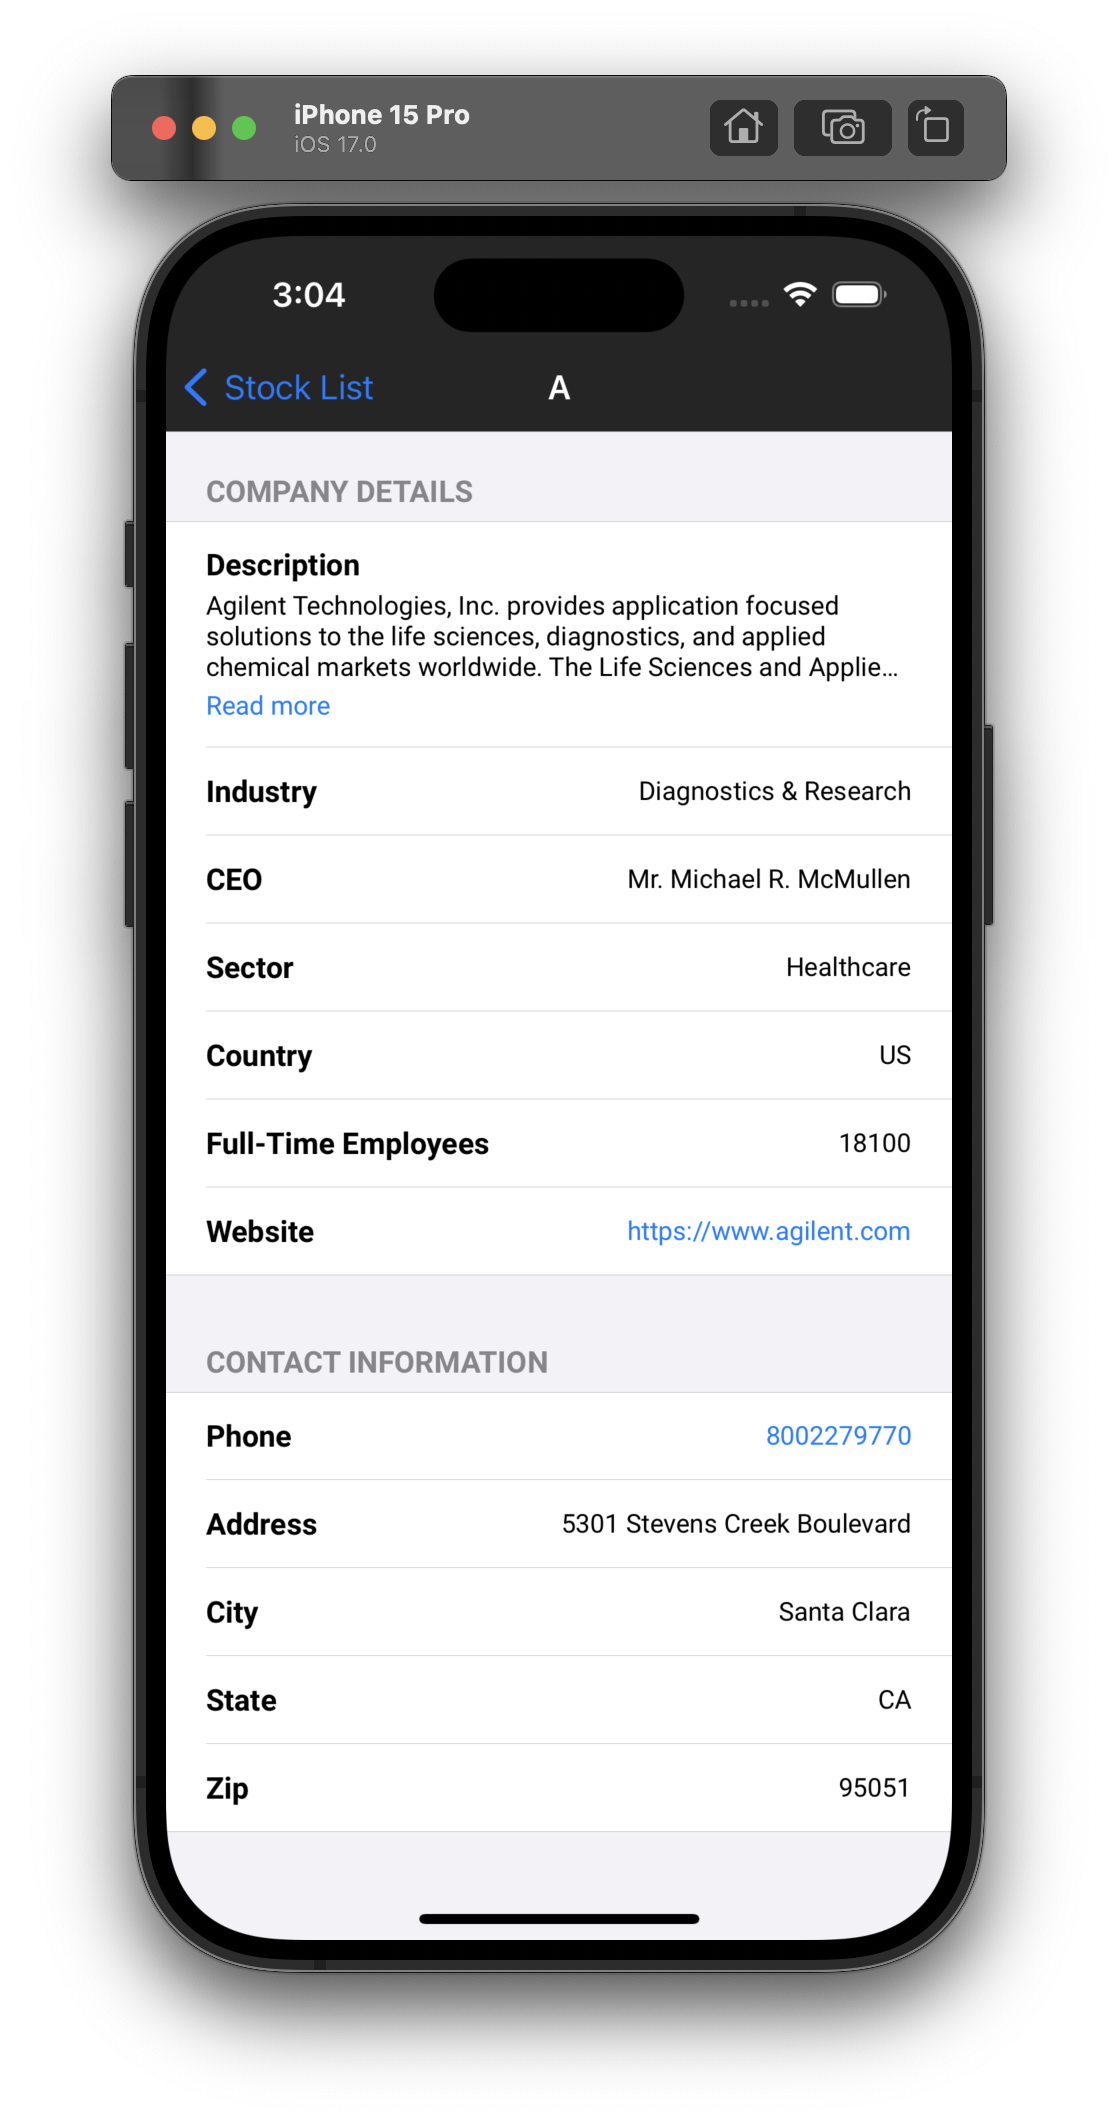 iPhone 15 Pro
iOS 17.0
3:04
Stock List
A
COMPANY DETAILS
Description
Agilent Technologies, Inc. provides application focused
solutions to the life sciences, diagnostics, and applied
chemical markets worldwide. The Life Sciences and Applie...
Read more
Industry Diagnostics & Research
CEO Mr. Michael R. McMullen
Sector Healthcare
Country US
Full-Time Employees 18100
Website https://www.agilent.com
CONTACT INFORMATION
Phone 8002279770
Address 5301 Stevens Creek Boulevard
City Santa Clara
State CA
Zip 95051